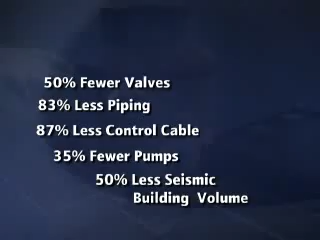 50% Fewer Valves
83% Less Piping
87% Less Control Cable
35% Fewer Pumps
50% Less Seismic
Building Volume